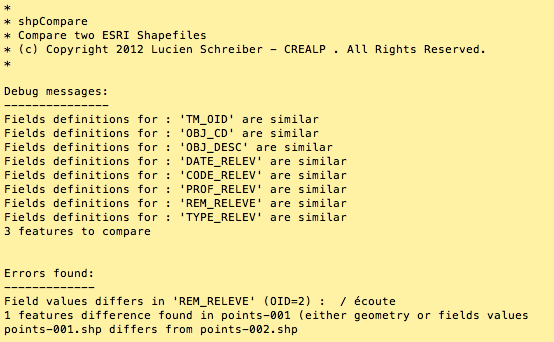 *
* shpCompare
* Compare two ESRI Shapefiles
* (c) Copyright 2012 Lucien Schreiber - CREALP . All Rights Reserved.
*
Debug messages:
---------------
Fields definitions for : 'TM_OID' are similar
Fields definitions for : 'OBJ_CD' are similar
Fields definitions for : 'OBJ_DESC' are similar
Fields definitions for : 'DATE_RELEV' are similar
Fields definitions for : 'CODE_RELEV' are similar
Fields definitions for : 'PROF_RELEV' are similar
Fields definitions for : 'REM_RELEVE' are similar
Fields definitions for : 'TYPE_RELEV' are similar
3 features to compare
Errors found:
-------------
Field values differs in 'REM_RELEVE' (OID=2) :  / écoute
1 features difference found in points-001 (either geometry or fields values
points-001.shp differs from points-002.shp